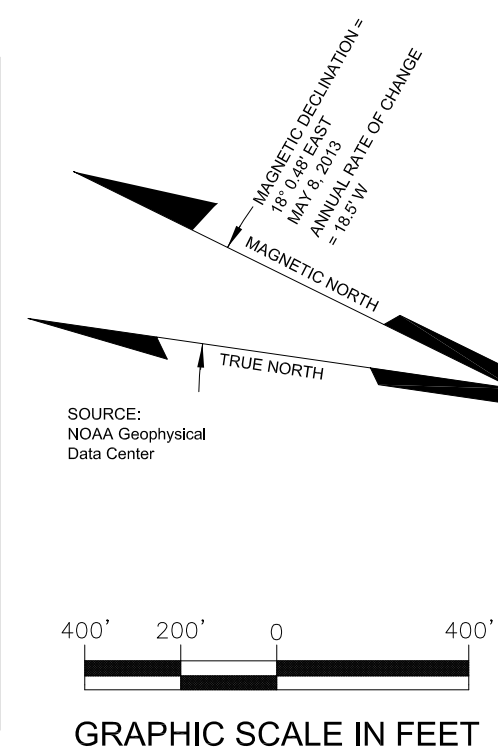 MAGNETIC DECLINATION =
18° 0.48' EAST
MAY 8, 2013
ANNUAL RATE OF CHANGE
= 18.5' W
MAGNETIC NORTH
TRUE NORTH
SOURCE:
NOAA Geophysical
Data Center
400' 200' 0 400'
GRAPHIC SCALE IN FEET